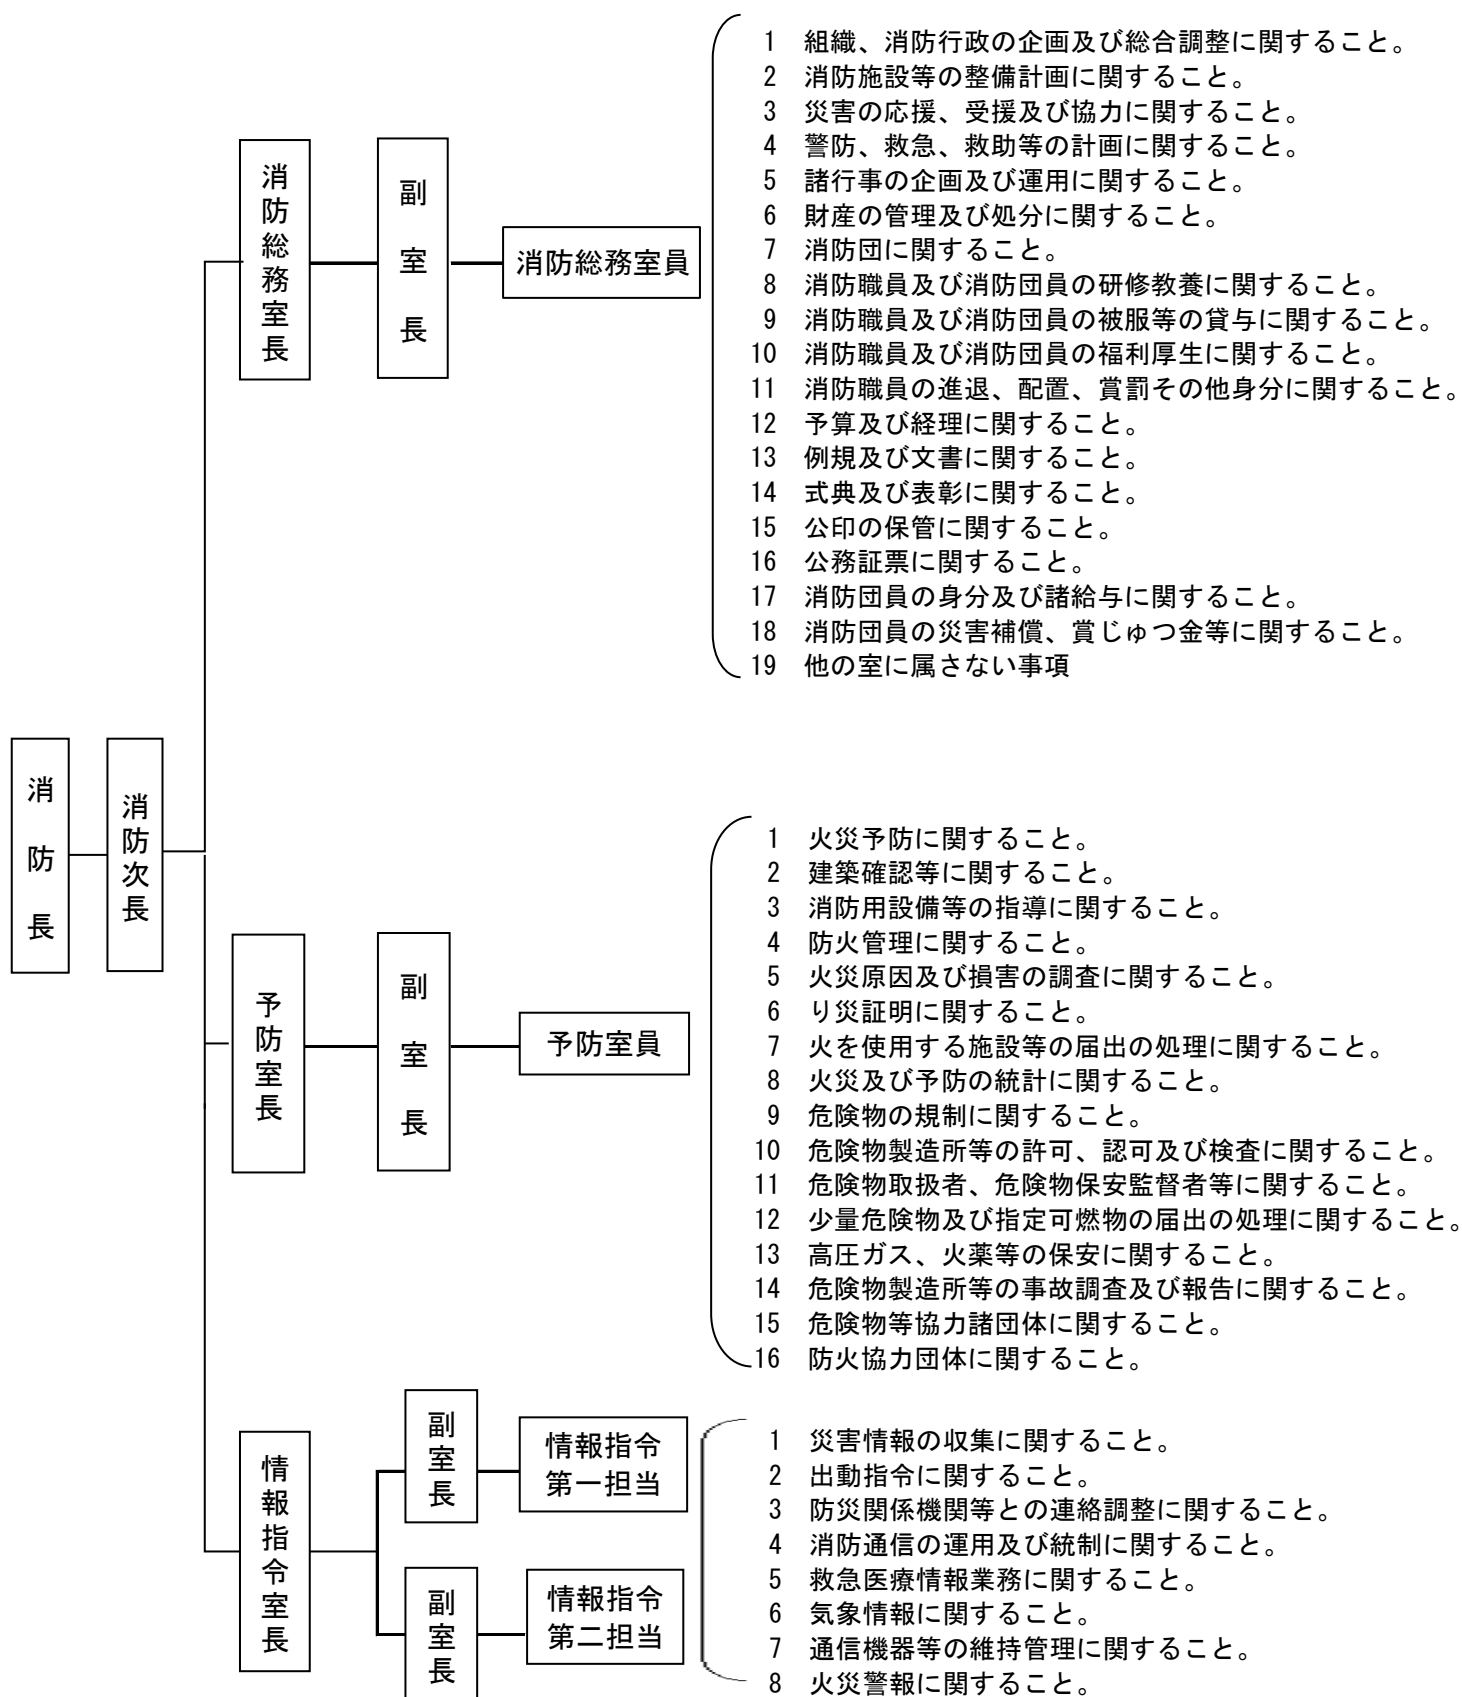 消防長
消防次長
消防総務室長
副室長
消防総務室員
1 組織、消防行政の企画及び総合調整に関すること。
2 消防施設等の整備計画に関すること。
3 災害の応援、受援及び協力に関すること。
4 警防、救急、救助等の計画に関すること。
5 諸行事の企画及び運用に関すること。
6 財産の管理及び処分に関すること。
7 消防団に関すること。
8 消防職員及び消防団員の研修教養に関すること。
9 消防職員及び消防団員の被服等の貸与に関すること。
10 消防職員及び消防団員の福利厚生に関すること。
11 消防職員の進退、配置、賞罰その他身分に関すること。
12 予算及び経理に関すること。
13 例規及び文書に関すること。
14 式典及び表彰に関すること。
15 公印の保管に関すること。
16 公務証票に関すること。
17 消防団員の身分及び諸給与に関すること。
18 消防団員の災害補償、賞じゅつ金等に関すること。
19 他の室に属さない事項
予防室長
副室長
予防室員
1 火災予防に関すること。
2 建築確認等に関すること。
3 消防用設備等の指導に関すること。
4 防火管理に関すること。
5 火災原因及び損害の調査に関すること。
6 り災証明に関すること。
7 火を使用する施設等の届出の処理に関すること。
8 火災及び予防の統計に関すること。
9 危険物の規制に関すること。
10 危険物製造所等の許可、認可及び検査に関すること。
11 危険物取扱者、危険物保安監督者等に関すること。
12 少量危険物及び指定可燃物の届出の処理に関すること。
13 高圧ガス、火薬等の保安に関すること。
14 危険物製造所等の事故調査及び報告に関すること。
15 危険物等協力諸団体に関すること。
16 防火協力団体に関すること。
情報指令室長
副室長
情報指令
第一担当
副室長
情報指令
第二担当
1 災害情報の収集に関すること。
2 出動指令に関すること。
3 防災関係機関等との連絡調整に関すること。
4 消防通信の運用及び統制に関すること。
5 救急医療情報業務に関すること。
6 気象情報に関すること。
7 通信機器等の維持管理に関すること。
8 火災警報に関すること。